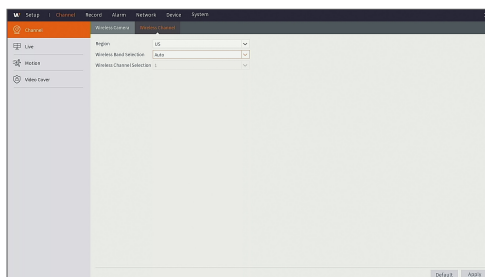 W Setup | Channel Record Alarm Network Device System
Channel
Wireless Camera Wireless Channel
Live
Motion
Video Cover
Region US
Wireless Band Selection Auto
Wireless Channel Selection 1
Default Apply